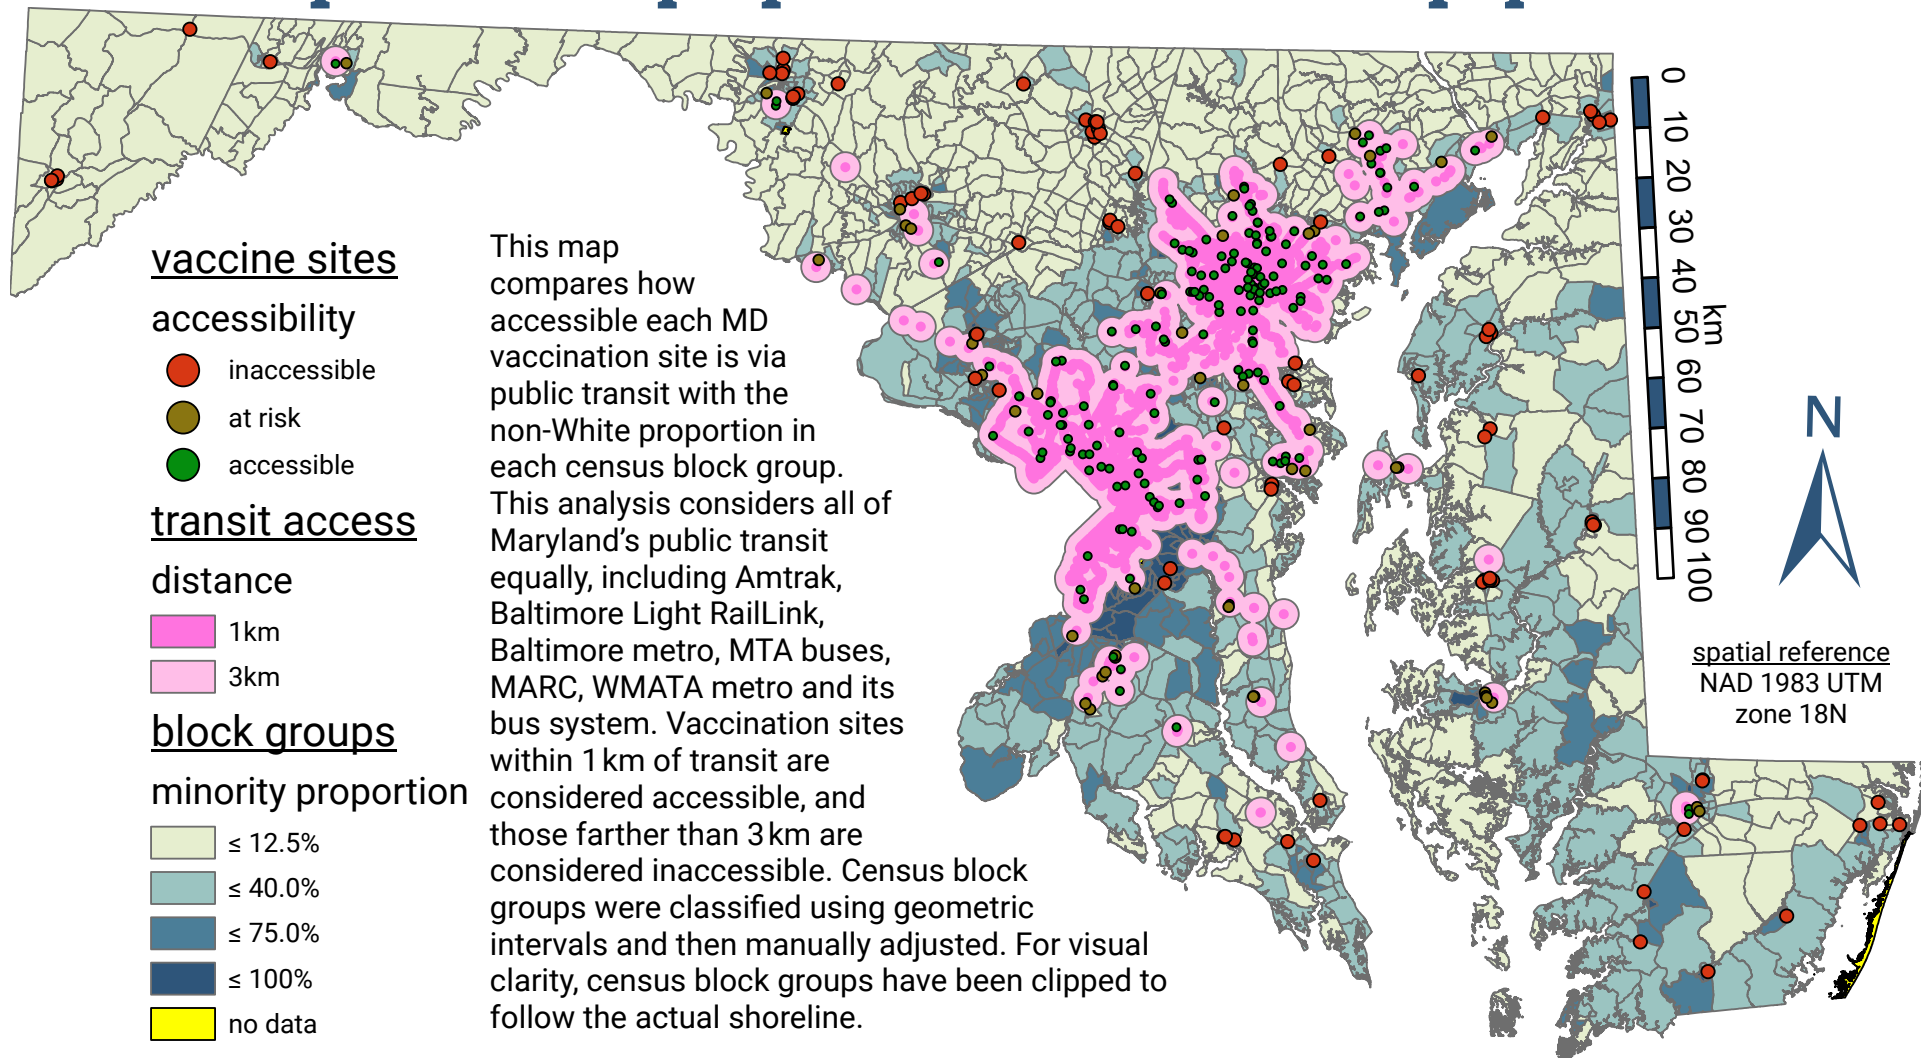 vaccine sites
accessibility
inaccessible
at risk
accessible
transit access
distance
1km
3km
block groups
minority proportion
≤ 12.5%
≤ 40.0%
≤ 75.0%
≤ 100%
no data
This map
compares how
accessible each MD
vaccination site is via
public transit with the
non-White proportion in
each census block group.
This analysis considers all of
Maryland’s public transit
equally, including Amtrak,
Baltimore Light RailLink,
Baltimore metro, MTA buses,
MARC, WMATA metro and its
bus system. Vaccination sites
within 1 km of transit are
considered accessible, and
those farther than 3 km are
considered inaccessible. Census block
groups were classified using geometric
intervals and then manually adjusted. For visual
clarity, census block groups have been clipped to
follow the actual shoreline.
0
10
20
30
40
50
60
70
80
90
100
km
N
spatial reference
NAD 1983 UTM
zone 18N